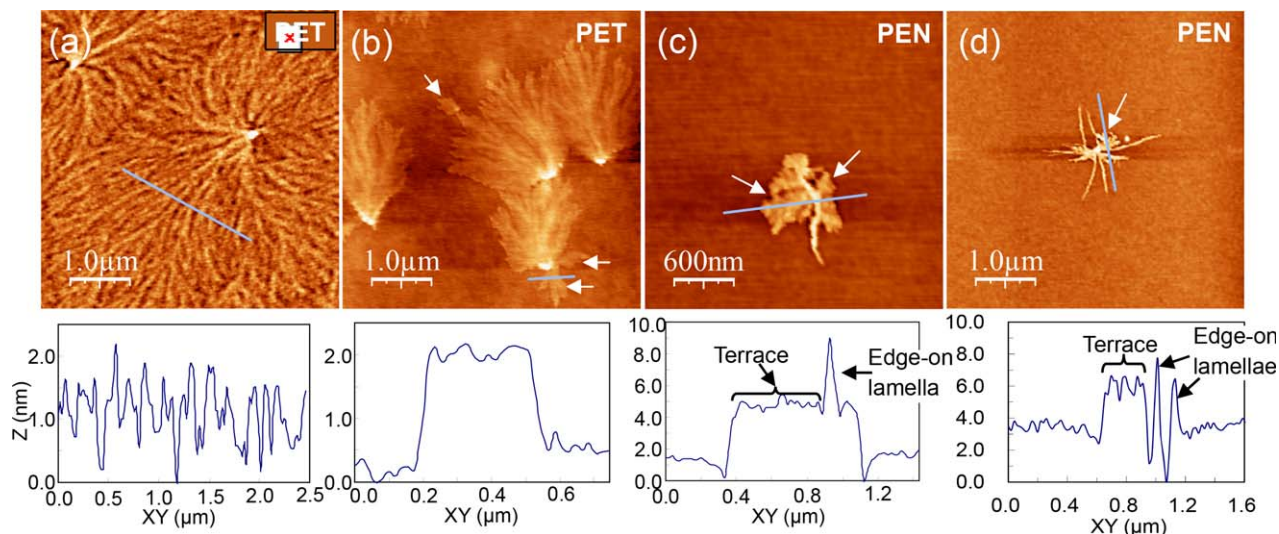 (a) PET
1.0µm
(b) PET
1.0µm
(c) PEN
600nm
(d) PEN
1.0µm
Z (nm)
2.0
1.0
0.0
0.0 0.5 1.0 1.5 2.0 2.5
XY (µm)
2.0
1.0
0.0
0.0 0.2 0.4 0.6
XY (µm)
10.0
8.0
6.0
4.0
2.0
0.0
Terrace
Edge-on
lamella
0.0 0.4 0.8 1.2
XY (µm)
10.0
8.0
6.0
4.0
2.0
0.0
Terrace
Edge-on
lamellae
0.0 0.4 0.8 1.2 1.6
XY (µm)